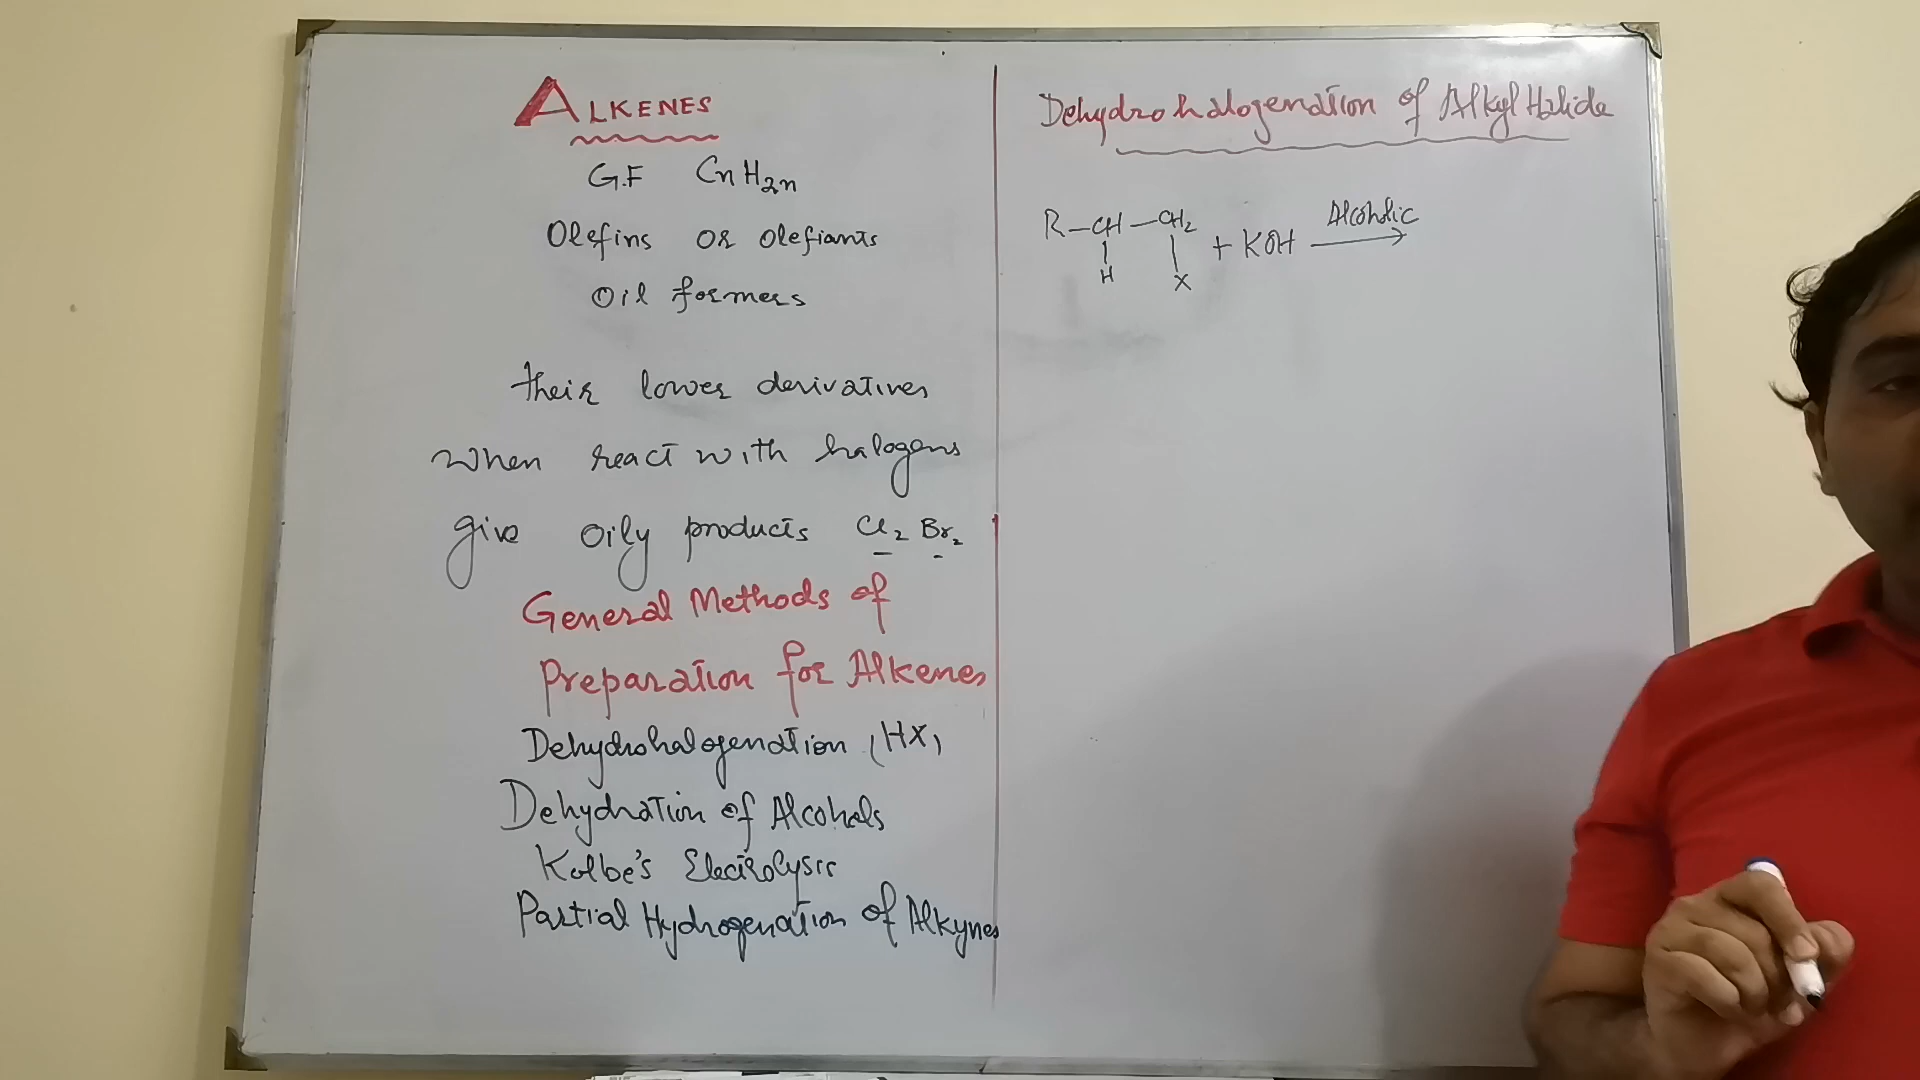 ALKENES
G.F CnH2n
Olefins or olefiants
Oil formers
their lower derivatives
when react with halogens
give oily products Cl2 Br2
General Methods of
Preparation for Alkenes
Dehydrohalogenation (HX)
Dehydration of Alcohols
Kolbe's Electrolysis
Partial Hydrogenation of Alkynes
Dehydrohalogenation of Alkyl Halide
Alcoholic
R-CH-CH2 + KOH →
H X